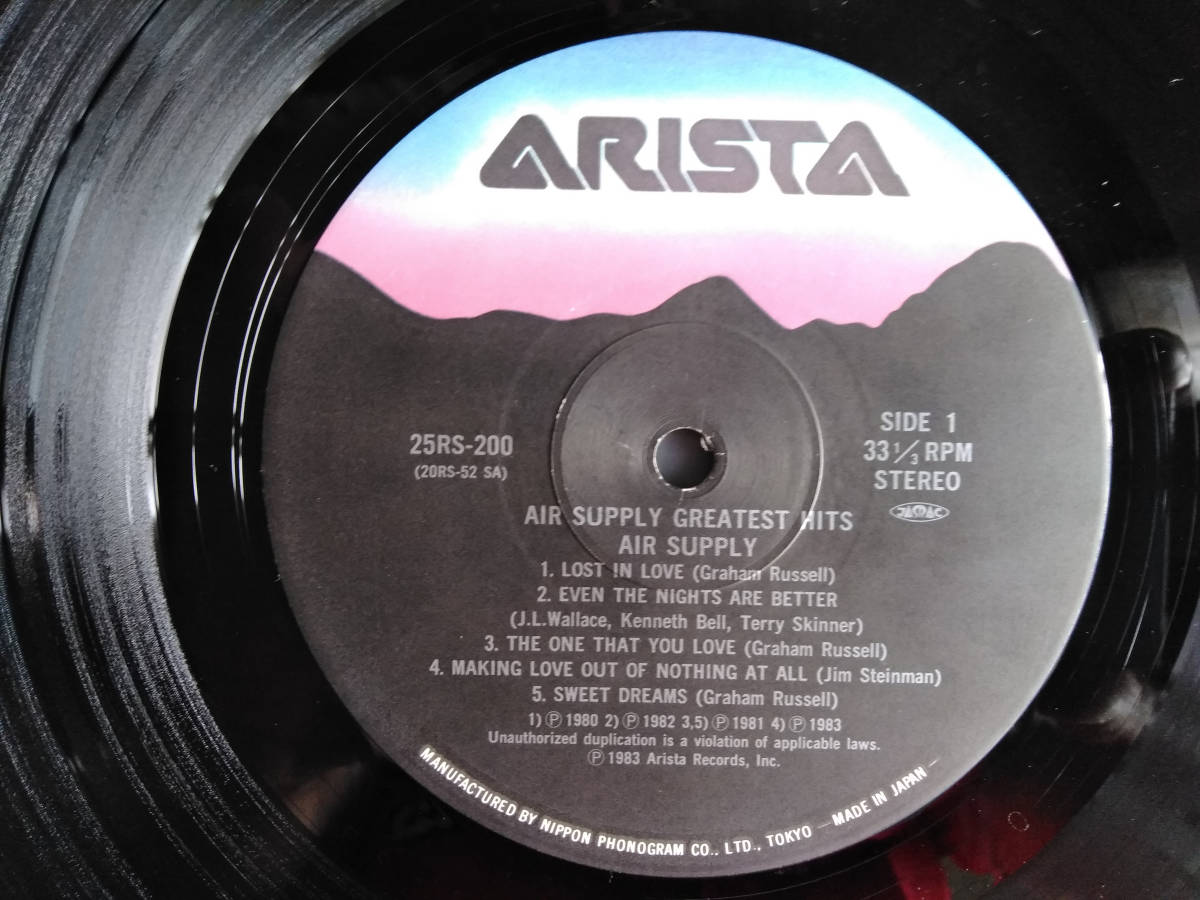 ARISTA
25RS-200
(20RS-52 SA)
SIDE 1
33 1/3 RPM
STEREO
JASRAC
AIR SUPPLY GREATEST HITS
AIR SUPPLY
1. LOST IN LOVE (Graham Russell)
2. EVEN THE NIGHTS ARE BETTER
(J.L.Wallace, Kenneth Bell, Terry Skinner)
3. THE ONE THAT YOU LOVE (Graham Russell)
4. MAKING LOVE OUT OF NOTHING AT ALL (Jim Steinman)
5. SWEET DREAMS (Graham Russell)
1) Ⓟ 1980 2) Ⓟ 1982 3,5) Ⓟ 1981 4) Ⓟ 1983
Unauthorized duplication is a violation of applicable laws.
Ⓟ 1983 Arista Records, Inc.
MANUFACTURED BY NIPPON PHONOGRAM CO., LTD., TOKYO — MADE IN JAPAN —